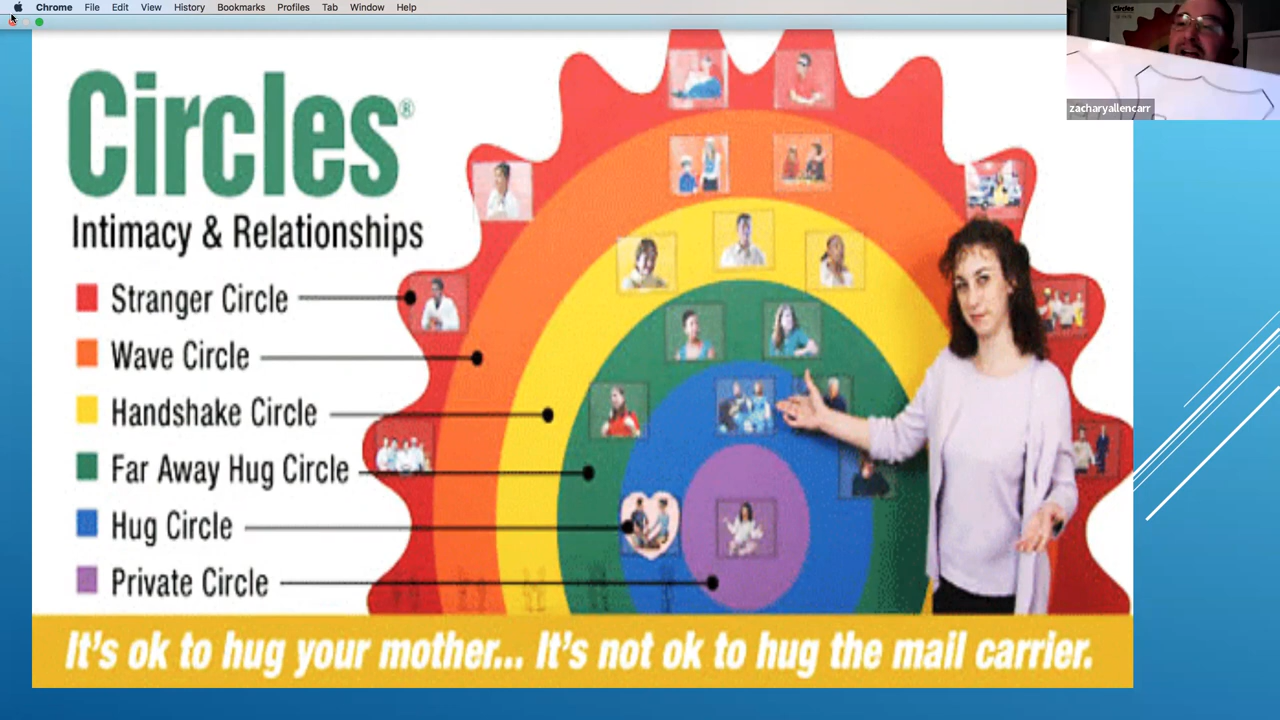 Chrome File Edit View History Bookmarks Profiles Tab Window Help
zacharyallencarr
Circles®
Intimacy & Relationships
Stranger Circle
Wave Circle
Handshake Circle
Far Away Hug Circle
Hug Circle
Private Circle
It's ok to hug your mother... It's not ok to hug the mail carrier.
Circles